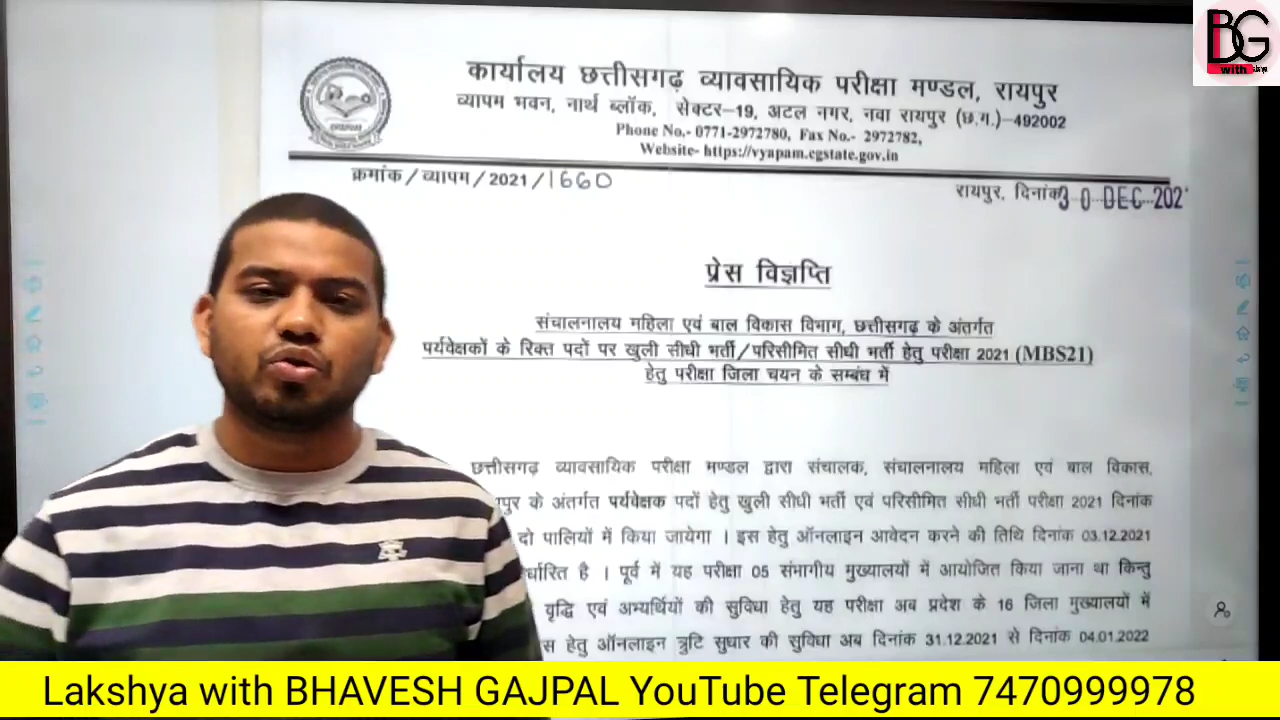 BG
with
कार्यालय छत्तीसगढ़ व्यावसायिक परीक्षा मण्डल, रायपुर
व्यापम भवन, नार्थ ब्लॉक, सेक्टर-19, अटल नगर, नवा रायपुर (छ.ग.)-492002
Phone No.- 0771-2972780, Fax No.- 2972782,
Website- https://vyapam.cgstate.gov.in
क्रमांक/व्यापम/2021/1660
रायपुर, दिनांक 30 DEC 202
प्रेस विज्ञप्ति
संचालनालय महिला एवं बाल विकास विभाग, छत्तीसगढ़ के अंतर्गत
पर्यवेक्षकों के रिक्त पदों पर खुली सीधी भर्ती/परिसीमित सीधी भर्ती हेतु परीक्षा 2021 (MBS21)
हेतु परीक्षा जिला चयन के सम्बंध में
छत्तीसगढ़ व्यावसायिक परीक्षा मण्डल द्वारा संचालक, संचालनालय महिला एवं बाल विकास,
पुर के अंतर्गत पर्यवेक्षक पदों हेतु खुली सीधी भर्ती एवं परिसीमित सीधी भर्ती परीक्षा 2021 दिनांक
दो पालियों में किया जायेगा । इस हेतु ऑनलाइन आवेदन करने की तिथि दिनांक 03.12.2021
र्धारित है । पूर्व में यह परीक्षा 05 संभागीय मुख्यालयों में आयोजित किया जाना था किन्तु
वृद्धि एवं अभ्यर्थियों की सुविधा हेतु यह परीक्षा अब प्रदेश के 16 जिला मुख्यालयों में
स हेतु ऑनलाइन त्रुटि सुधार की सुविधा अब दिनांक 31.12.2021 से दिनांक 04.01.2022
Lakshya with BHAVESH GAJPAL YouTube Telegram 7470999978